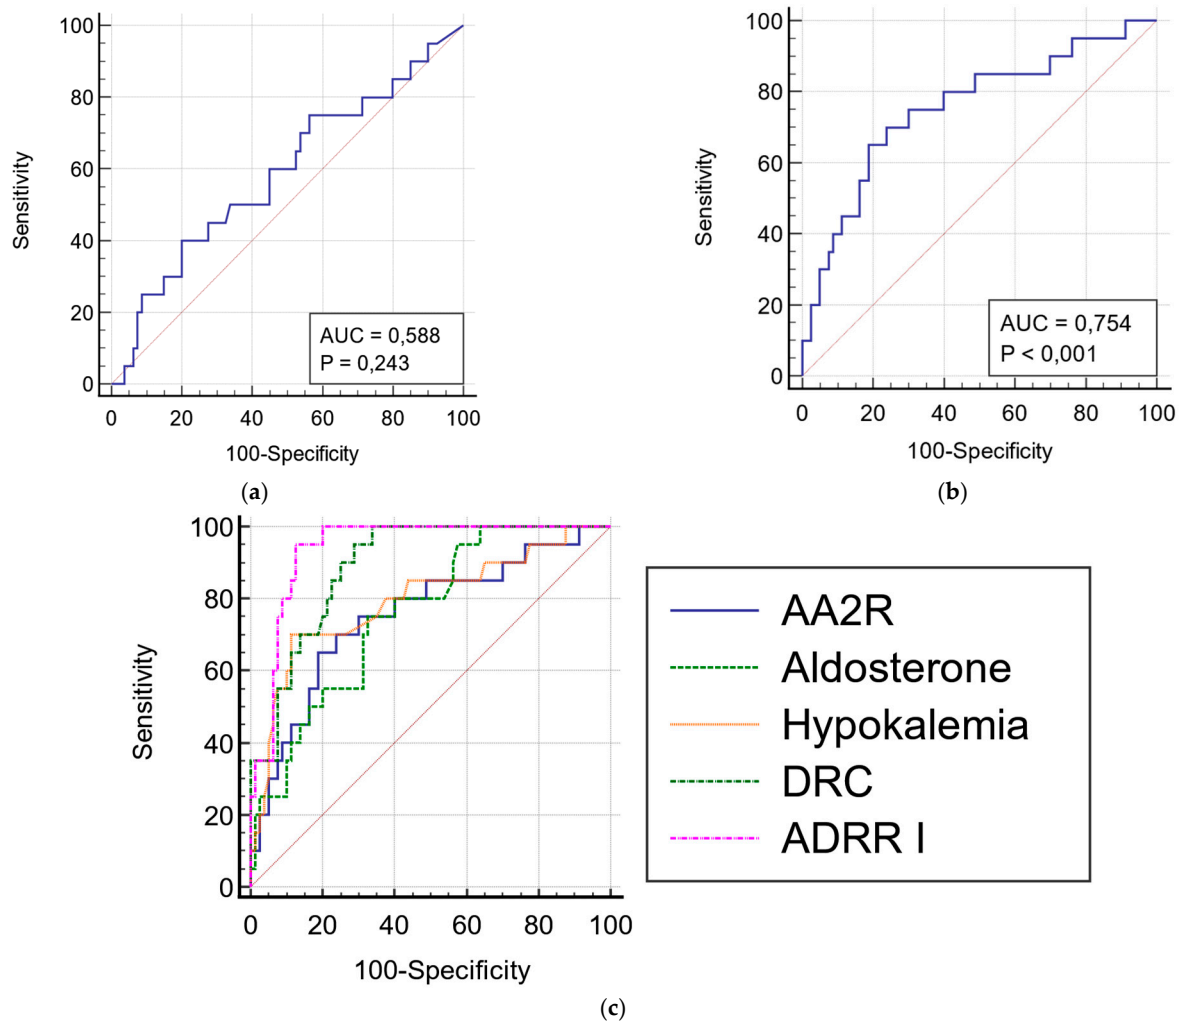 100
80
60
40
20
0
Sensitivity
AUC = 0,588
P = 0,243
0 20 40 60 80 100
100-Specificity
(a)
100
80
60
40
20
0
Sensitivity
AUC = 0,754
P < 0,001
0 20 40 60 80 100
100-Specificity
(b)
100
80
60
40
20
0
Sensitivity
0 20 40 60 80 100
100-Specificity
AA2R
Aldosterone
Hypokalemia
DRC
ADRR I
(c)